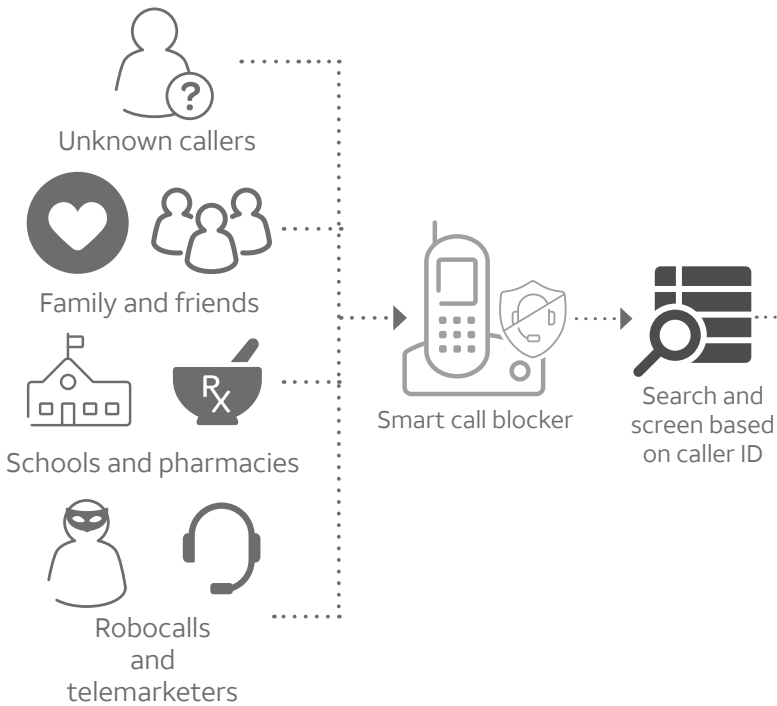 ?
Unknown callers
Family and friends
Rx
Schools and pharmacies
Robocalls
and
telemarketers
Smart call blocker
Search and
screen based
on caller ID